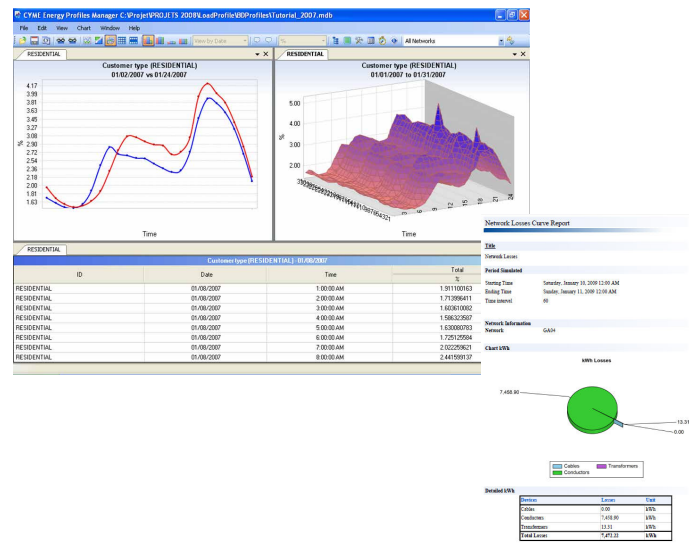 CYME Energy Profiles Manager C:\Projet\PROJETS 2008\LoadProfile\BDProfiles\Tutorial_2007.mdb
File Edit View Chart Window Help
View by Date % All Networks
RESIDENTIAL
Customer type (RESIDENTIAL)
01/02/2007 vs 01/24/2007
4.17
3.99
3.81
3.63
3.45
3.27
3.08
2.90
2.72
2.54
2.36
2.18
2.00
1.81
1.63
%
Time
RESIDENTIAL
Customer type (RESIDENTIAL)
01/01/2007 to 01/31/2007
5.00
4.00
3.00
2.00
%
3 6 9 12 15 18 21 24
Time
RESIDENTIAL
Customer type (RESIDENTIAL) - 01/08/2007
ID Date Time Total
%
RESIDENTIAL 01/08/2007 1:00:00 AM 1.911100163
RESIDENTIAL 01/08/2007 2:00:00 AM 1.713996411
RESIDENTIAL 01/08/2007 3:00:00 AM 1.603610082
RESIDENTIAL 01/08/2007 4:00:00 AM 1.586323587
RESIDENTIAL 01/08/2007 5:00:00 AM 1.630080783
RESIDENTIAL 01/08/2007 6:00:00 AM 1.725125584
RESIDENTIAL 01/08/2007 7:00:00 AM 2.022259621
RESIDENTIAL 01/08/2007 8:00:00 AM 2.441599137
Network Losses Curve Report
Title
Network Losses
Period Simulated
Starting Time Saturday, January 10, 2009 12:00 AM
Ending Time Sunday, January 11, 2009 12:00 AM
Time interval 60
Network Information
Network GA04
Chart kWh
kWh Losses
7,458.90
13.31
0.00
Cables Transformers
Conductors
Detailed kWh
Devices Losses Unit
Cables 0.00 kWh
Conductors 7,458.90 kWh
Transformers 13.31 kWh
Total Losses 7,472.22 kWh